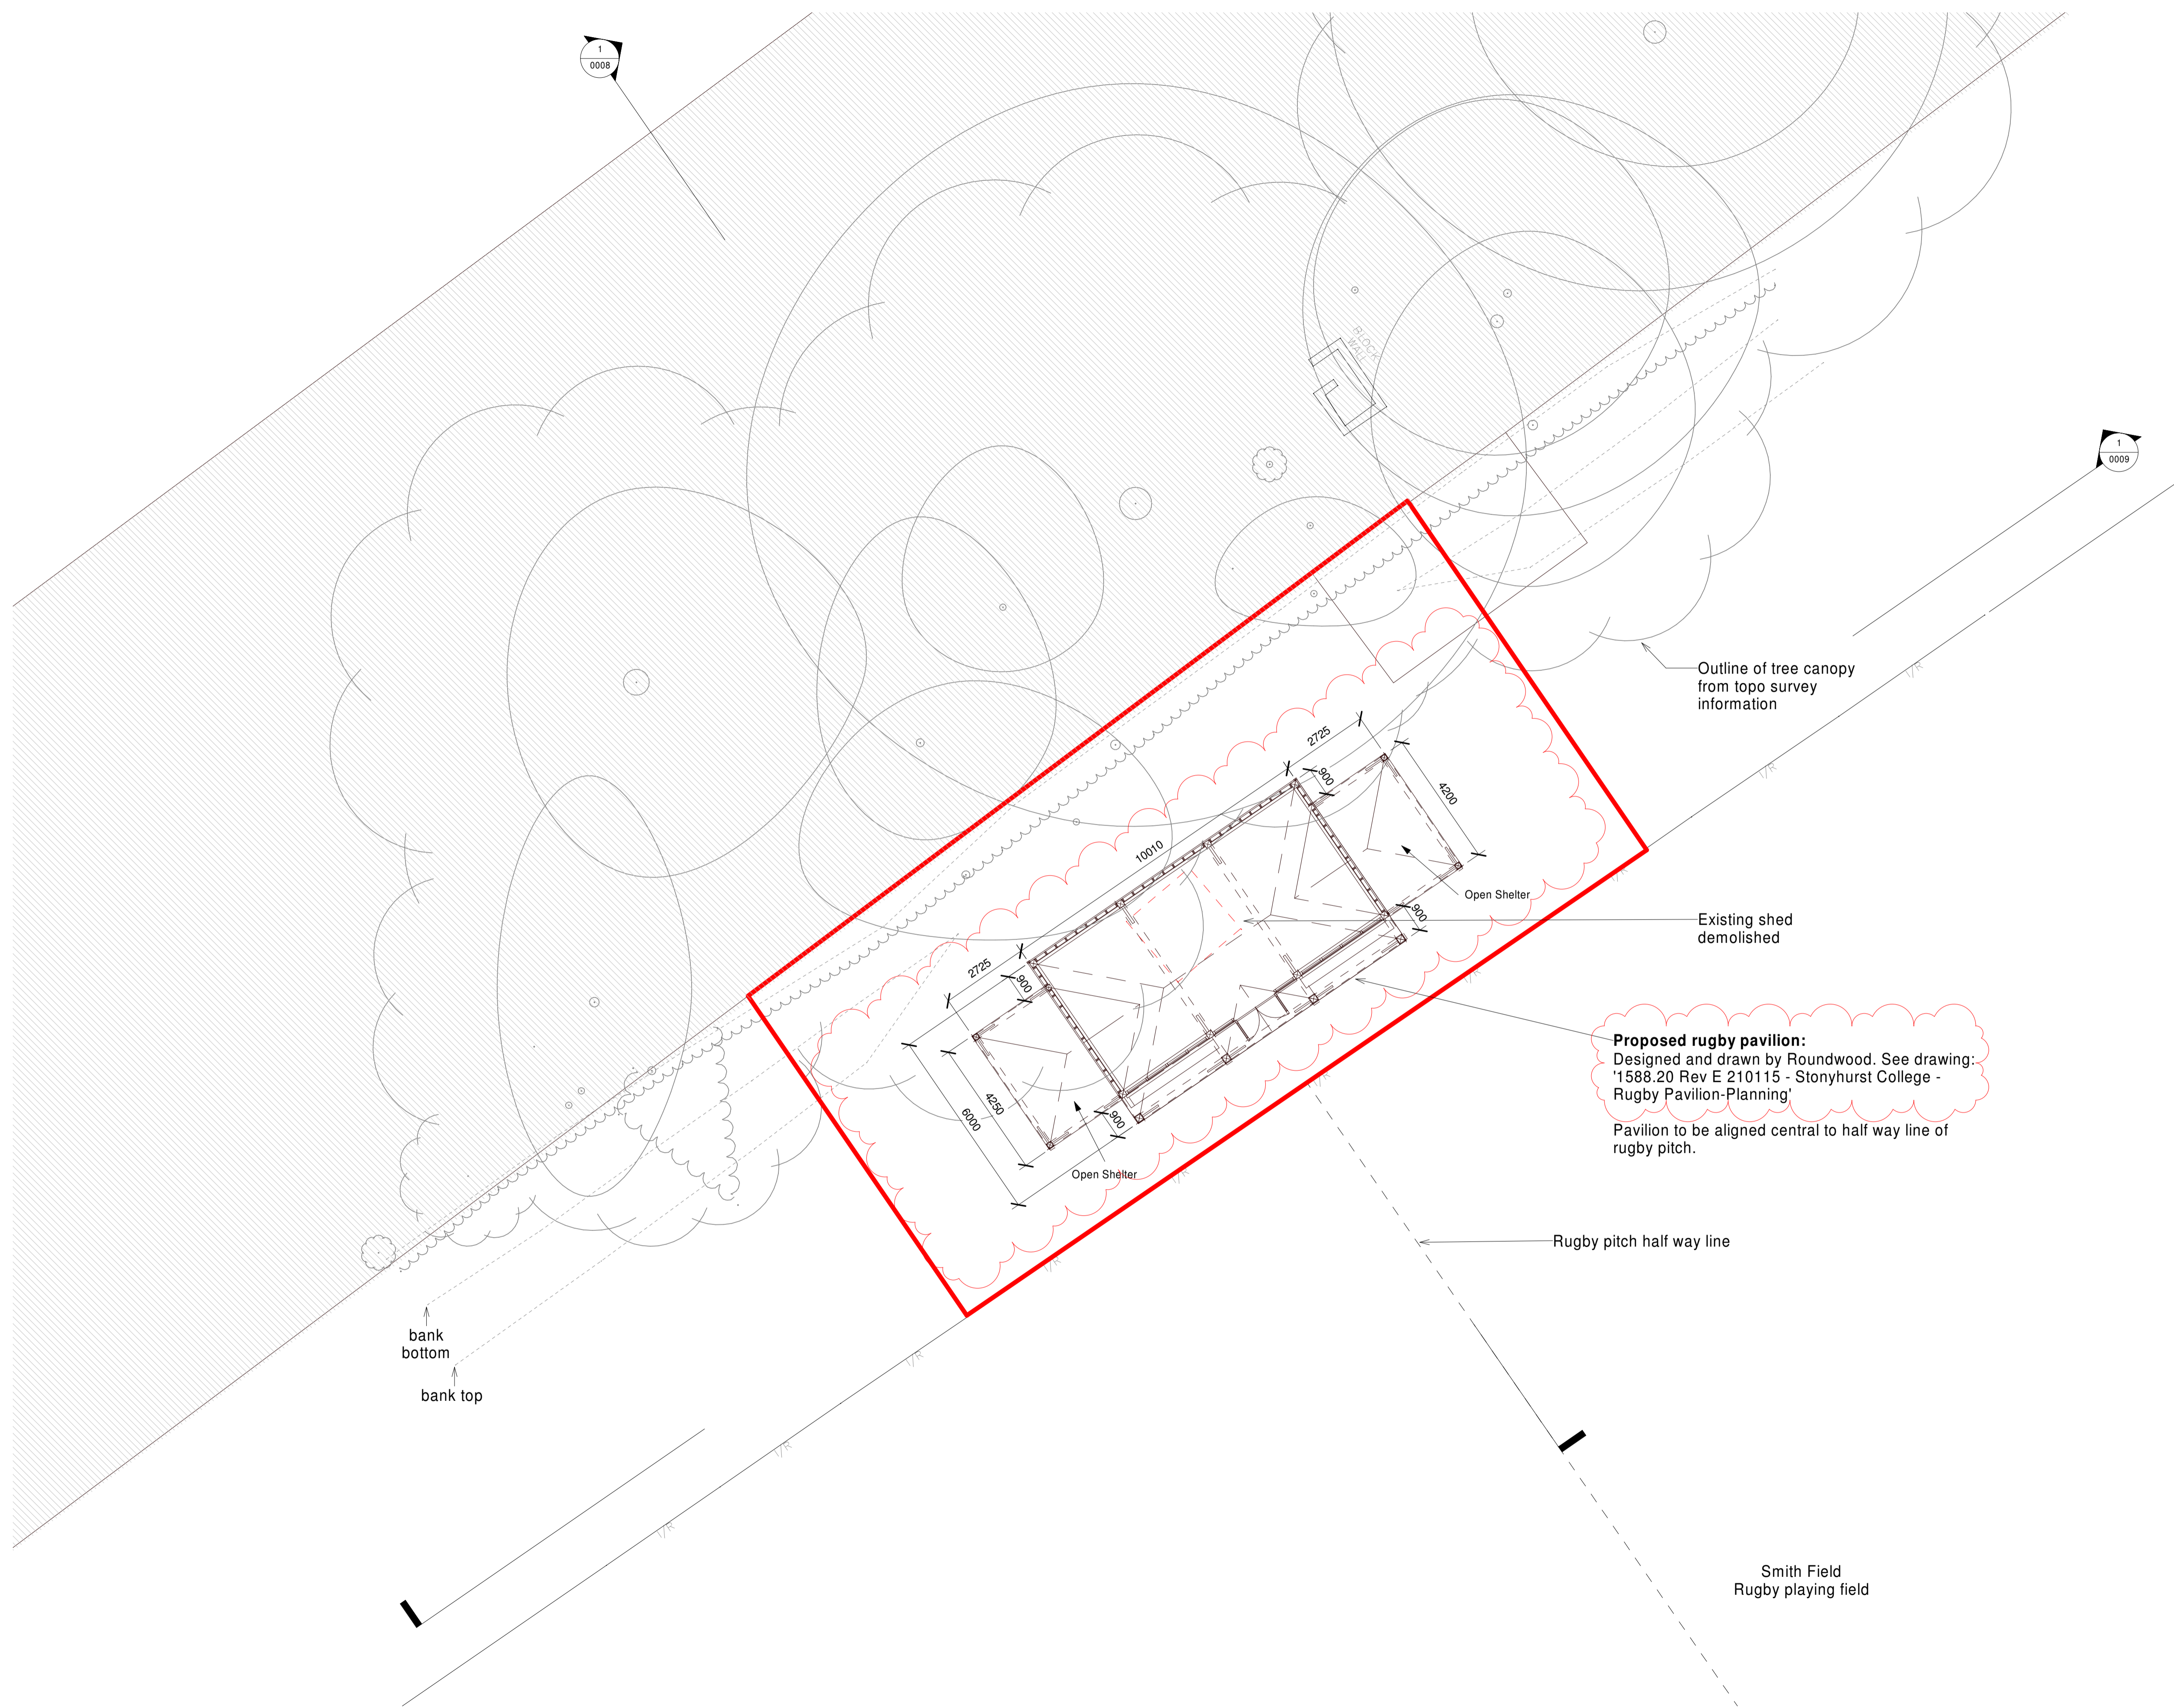 1
0008
BLOCK
WALL
1
0009
Outline of tree canopy
from topo survey
information
T/R
T/R
T/R
T/R
T/R
T/R
T/R
T/R
T/R
T/R
2725
900
4200
10010
Open Shelter
900
Existing shed
demolished
2725
900
4250
6000
900
Open Shelter
Proposed rugby pavilion:
Designed and drawn by Roundwood. See drawing:
'1588.20 Rev E 210115 - Stonyhurst College -
Rugby Pavilion-Planning'
Pavilion to be aligned central to half way line of
rugby pitch.
Rugby pitch half way line
bank
bottom
bank top
Smith Field
Rugby playing field